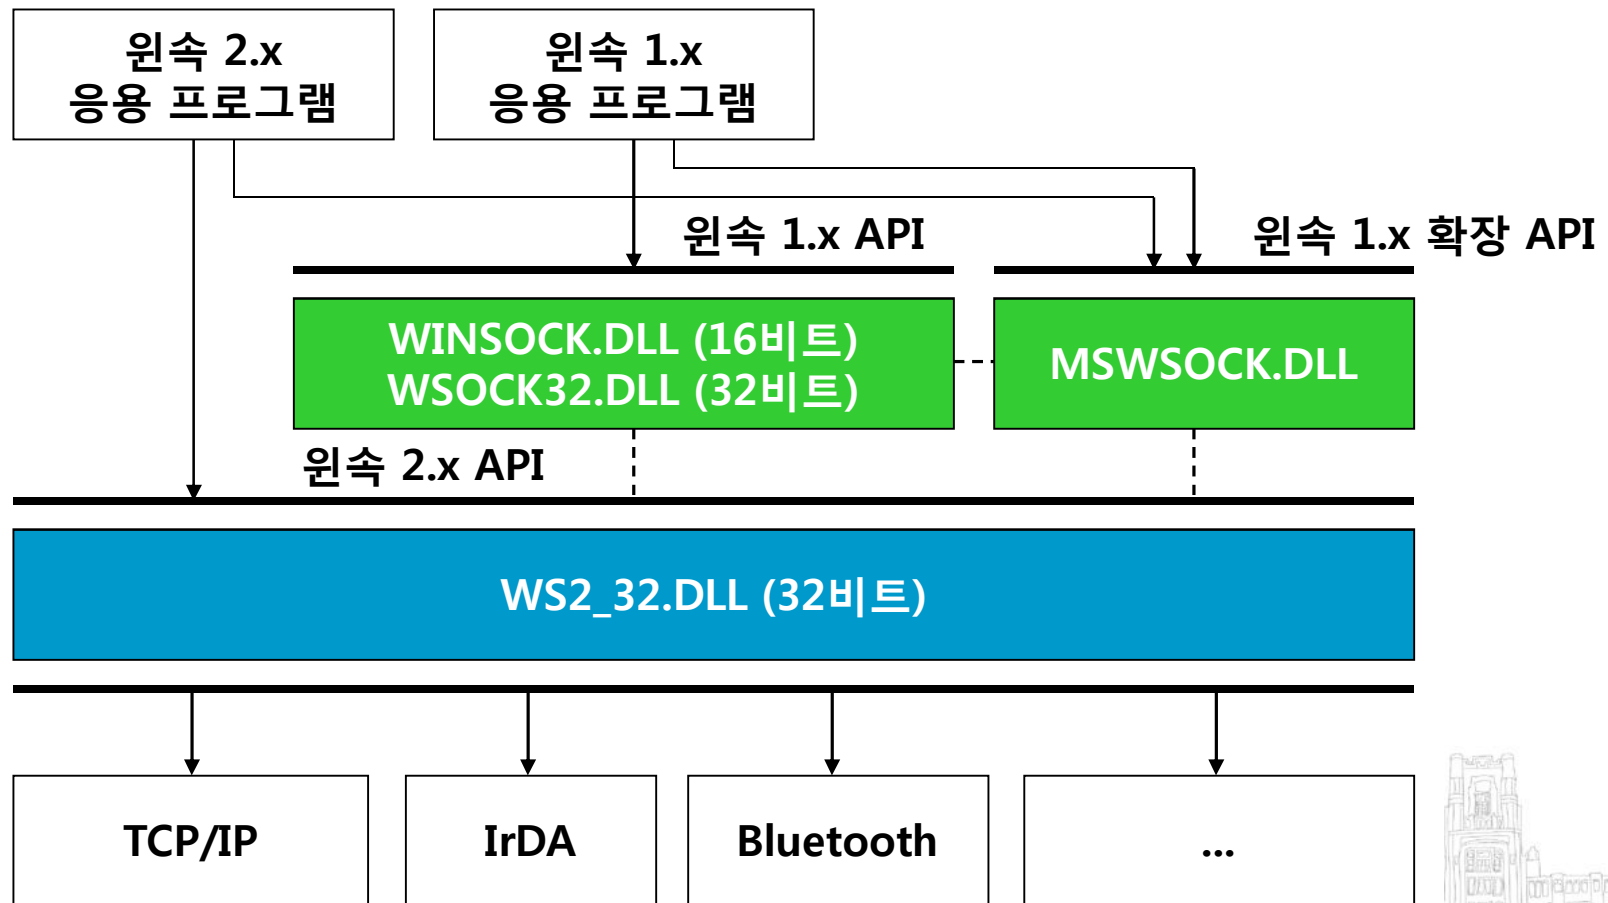 윈속 2.x
응용 프로그램
윈속 1.x
응용 프로그램
윈속 1.x API
윈속 1.x 확장 API
WINSOCK.DLL (16비트)
WSOCK32.DLL (32비트)
MSWSOCK.DLL
윈속 2.x API
WS2_32.DLL (32비트)
TCP/IP
IrDA
Bluetooth
...